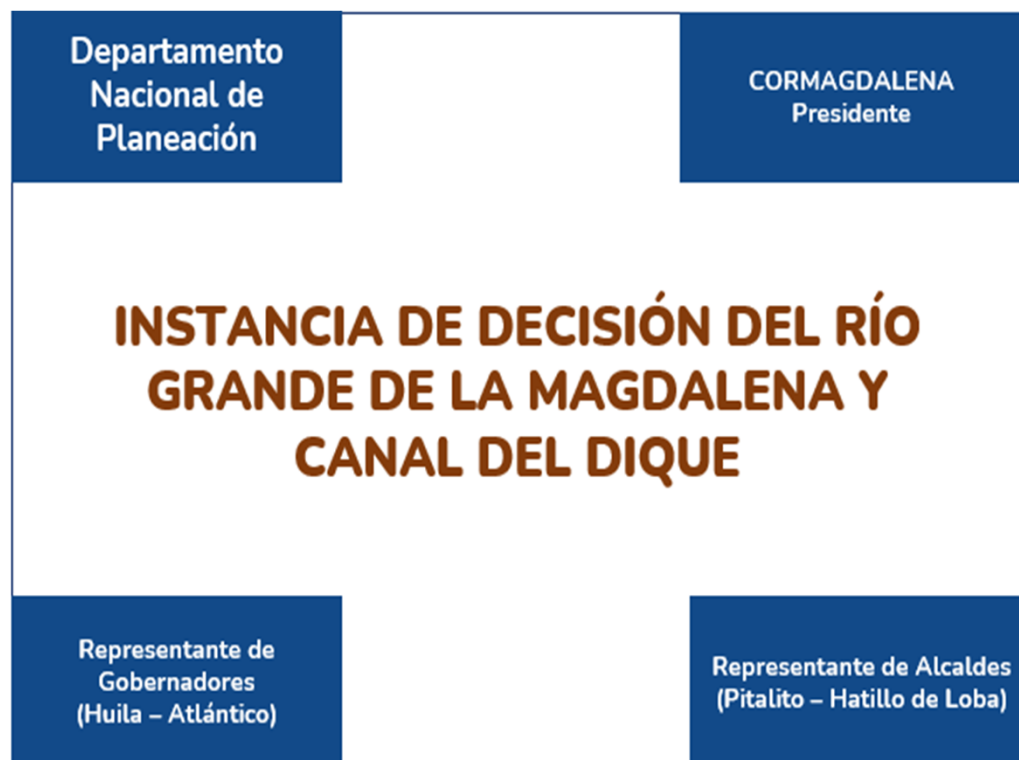 Departamento
Nacional de
Planeación
CORMAGDALENA
Presidente
INSTANCIA DE DECISIÓN DEL RÍO
GRANDE DE LA MAGDALENA Y
CANAL DEL DIQUE
Representante de
Gobernadores
(Huila – Atlántico)
Representante de Alcaldes
(Pitalito – Hatillo de Loba)